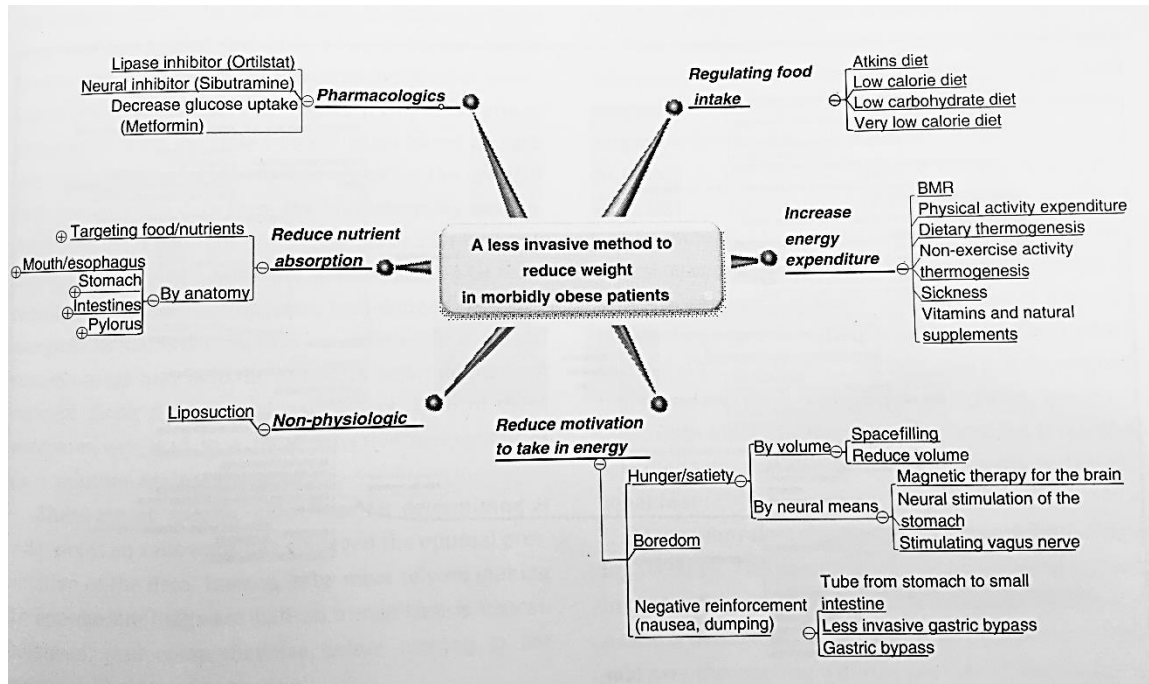 A less invasive method to
reduce weight
in morbidly obese patients
Pharmacologics
Lipase inhibitor (Ortilstat)
Neural inhibitor (Sibutramine)
Decrease glucose uptake
(Metformin)
Regulating food
intake
Atkins diet
Low calorie diet
Low carbohydrate diet
Very low calorie diet
Increase
energy
expenditure
BMR
Physical activity expenditure
Dietary thermogenesis
Non-exercise activity
thermogenesis
Sickness
Vitamins and natural
supplements
Reduce nutrient
absorption
Targeting food/nutrients
By anatomy
Mouth/esophagus
Stomach
Intestines
Pylorus
Non-physiologic
Liposuction
Reduce motivation
to take in energy
Hunger/satiety
By volume
Spacefilling
Reduce volume
By neural means
Magnetic therapy for the brain
Neural stimulation of the
stomach
Stimulating vagus nerve
Boredom
Negative reinforcement
(nausea, dumping)
Tube from stomach to small
intestine
Less invasive gastric bypass
Gastric bypass